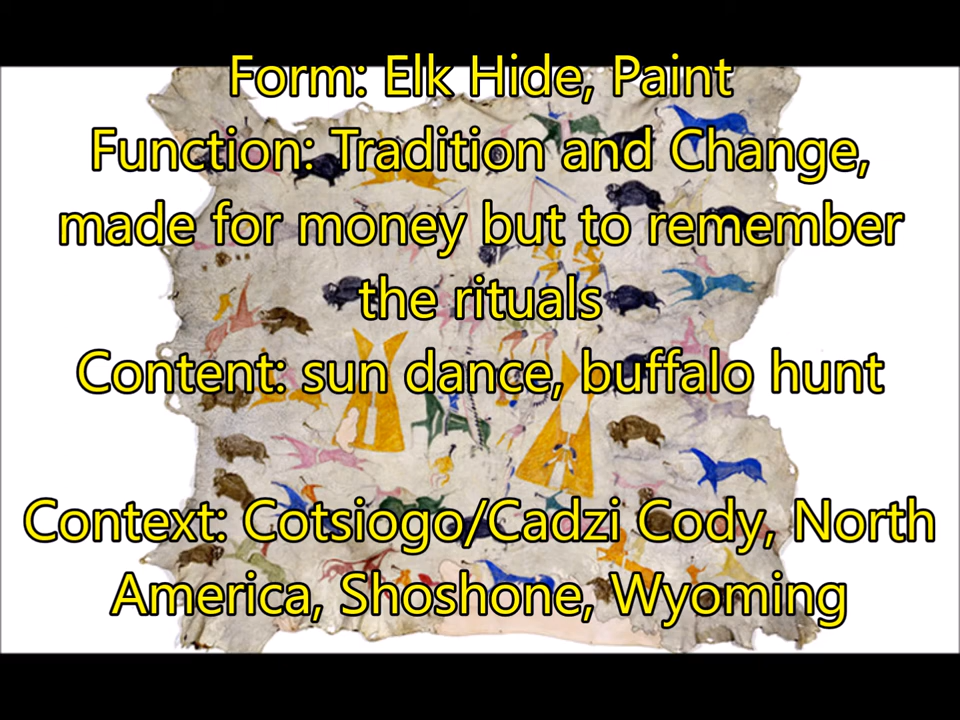 Form: Elk Hide, Paint
Function: Tradition and Change,
made for money but to remember
the rituals
Content: sun dance, buffalo hunt
Context: Cotsiogo/Cadzi Cody, North
America, Shoshone, Wyoming